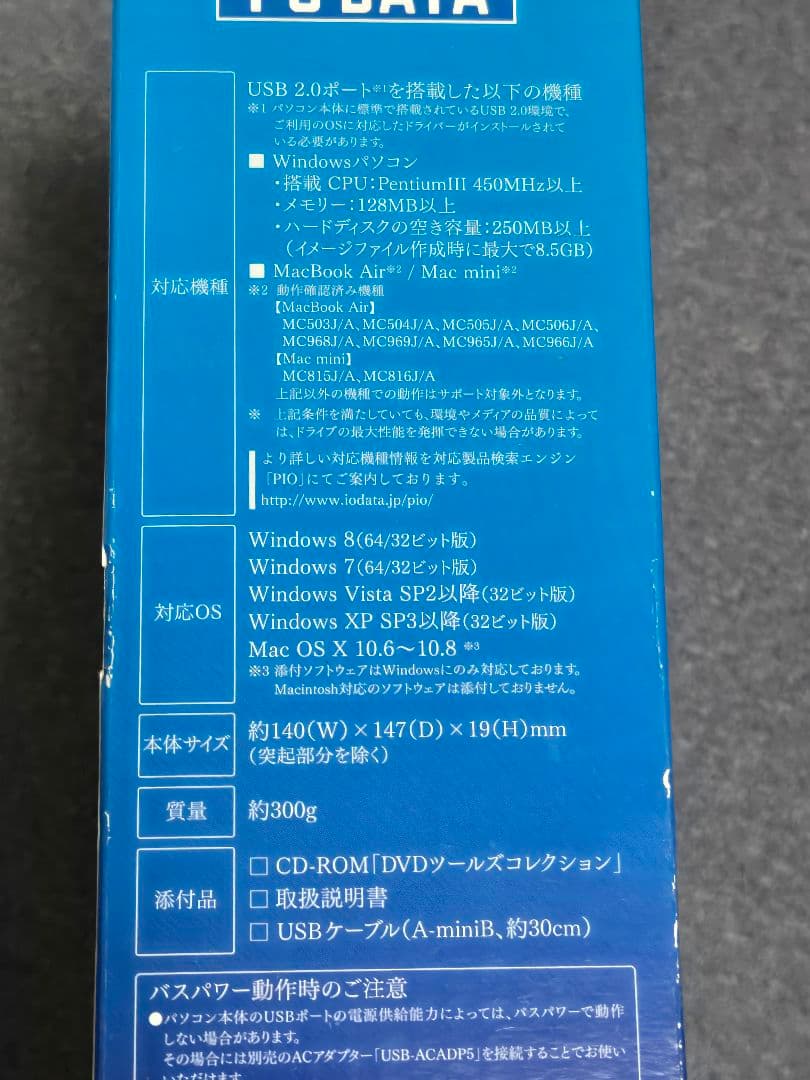 I-O DATA
対応機種
USB 2.0ポート※1を搭載した以下の機種
※1 パソコン本体に標準で搭載されているUSB 2.0環境で、
ご利用のOSに対応したドライバーがインストールされて
いる必要があります。
■ Windowsパソコン
・搭載 CPU：PentiumIII 450MHz以上
・メモリー：128MB以上
・ハードディスクの空き容量：250MB以上
（イメージファイル作成時に最大で8.5GB）
■ MacBook Air※2 / Mac mini※2
※2 動作確認済み機種
【MacBook Air】
MC503J/A、MC504J/A、MC505J/A、MC506J/A、
MC968J/A、MC969J/A、MC965J/A、MC966J/A
【Mac mini】
MC815J/A、MC816J/A
上記以外の機種での動作はサポート対象外となります。
※ 上記条件を満たしていても、環境やメディアの品質によって
は、ドライブの最大性能を発揮できない場合があります。
より詳しい対応機種情報を対応製品検索エンジン
「PIO」にてご案内しております。
http://www.iodata.jp/pio/
対応OS
Windows 8（64/32ビット版）
Windows 7（64/32ビット版）
Windows Vista SP2以降（32ビット版）
Windows XP SP3以降（32ビット版）
Mac OS X 10.6～10.8 ※3
※3 添付ソフトウェアはWindowsにのみ対応しております。
Macintosh対応のソフトウェアは添付しておりません。
本体サイズ
約140（W）×147（D）×19（H）mm
（突起部分を除く）
質量
約300g
添付品
□ CD-ROM「DVDツールズコレクション」
□ 取扱説明書
□ USBケーブル（A-miniB、約30cm）
バスパワー動作時のご注意
●パソコン本体のUSBポートの電源供給能力によっては、バスパワーで動作
しない場合があります。
その場合には別売のACアダプター「USB-ACADP5」を接続することでお使い
いただけます。